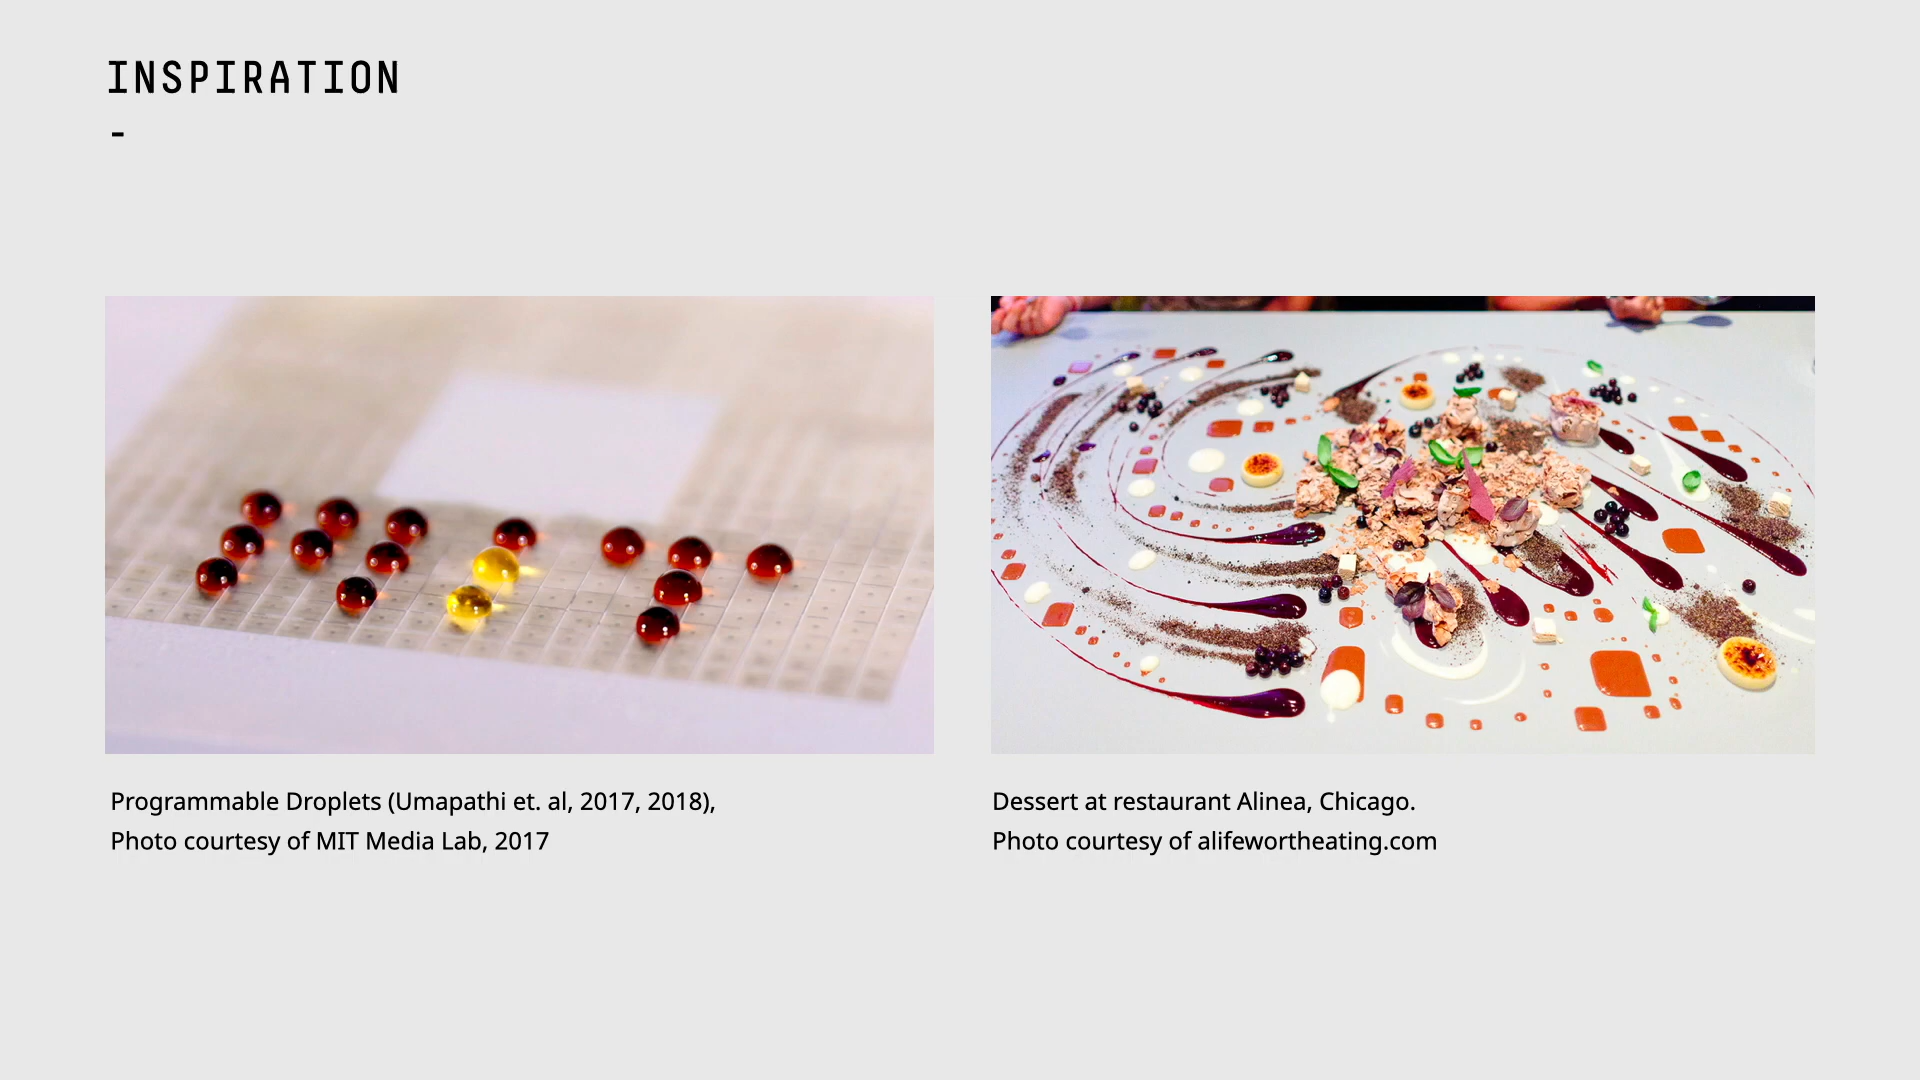 INSPIRATION
-
Programmable Droplets (Umapathi et. al, 2017, 2018),
Photo courtesy of MIT Media Lab, 2017
Dessert at restaurant Alinea, Chicago.
Photo courtesy of alifewortheating.com